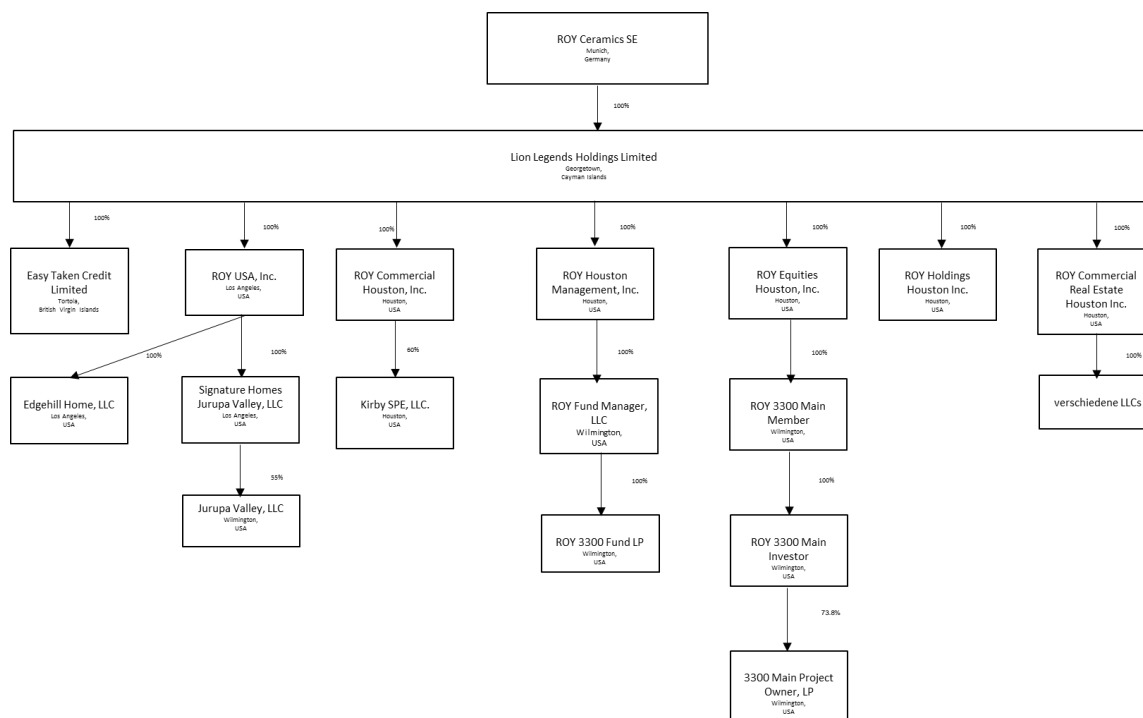 ROY Ceramics SE
Munich,
Germany
100%
Lion Legends Holdings Limited
Georgetown,
Cayman Islands
100%
100%
100%
100%
100%
100%
100%
Easy Taken Credit
Limited
Tortola,
British Virgin Islands
ROY USA, Inc.
Los Angeles,
USA
ROY Commercial
Houston, Inc.
Houston,
USA
ROY Houston
Management, Inc.
Houston,
USA
ROY Equities
Houston, Inc.
Houston,
USA
ROY Holdings
Houston Inc.
Houston,
USA
ROY Commercial
Real Estate
Houston Inc.
Houston,
USA
100%
100%
60%
100%
100%
100%
Edgehill Home, LLC
Los Angeles,
USA
Signature Homes
Jurupa Valley, LLC
Los Angeles,
USA
Kirby SPE, LLC.
Houston,
USA
ROY Fund Manager,
LLC
Wilmington,
USA
ROY 3300 Main
Member
Wilmington,
USA
verschiedene LLCs
55%
100%
100%
Jurupa Valley, LLC
Wilmington,
USA
ROY 3300 Fund LP
Wilmington,
USA
ROY 3300 Main
Investor
Wilmington,
USA
73.8%
3300 Main Project
Owner, LP
Wilmington,
USA